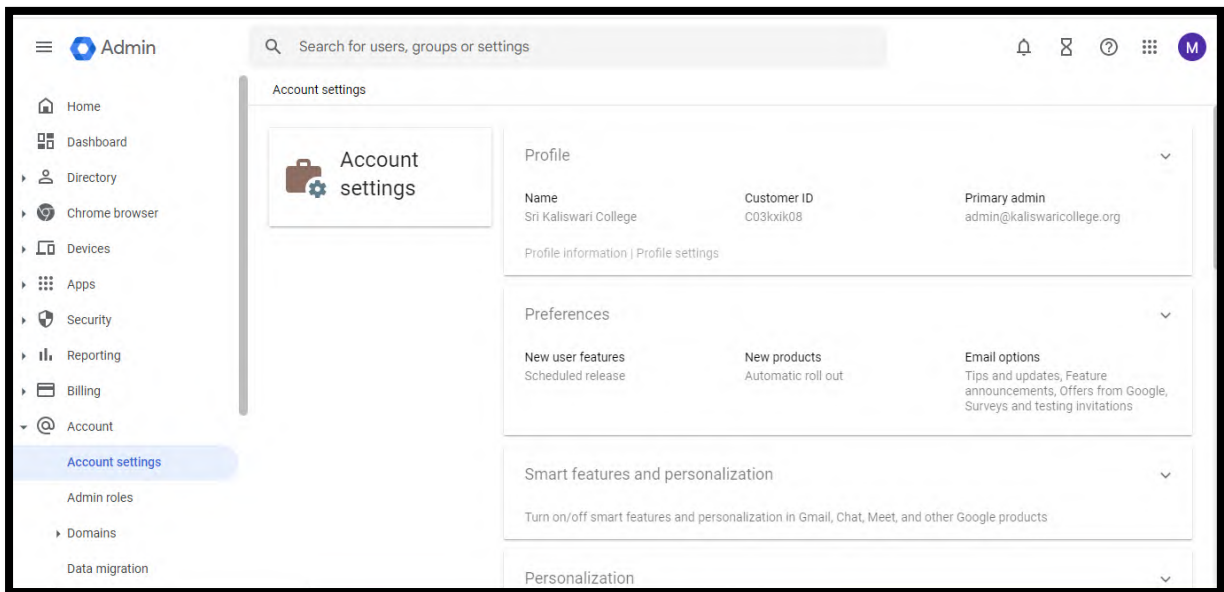 Admin
Search for users, groups or settings
M
Home
Dashboard
Directory
Chrome browser
Devices
Apps
Security
Reporting
Billing
Account
Account settings
Admin roles
Domains
Data migration
Account settings
Account
settings
Profile
Name
Sri Kaliswari College
Customer ID
C03kxik08
Primary admin
admin@kaliswaricollege.org
Profile information | Profile settings
Preferences
New user features
Scheduled release
New products
Automatic roll out
Email options
Tips and updates, Feature
announcements, Offers from Google,
Surveys and testing invitations
Smart features and personalization
Turn on/off smart features and personalization in Gmail, Chat, Meet, and other Google products
Personalization